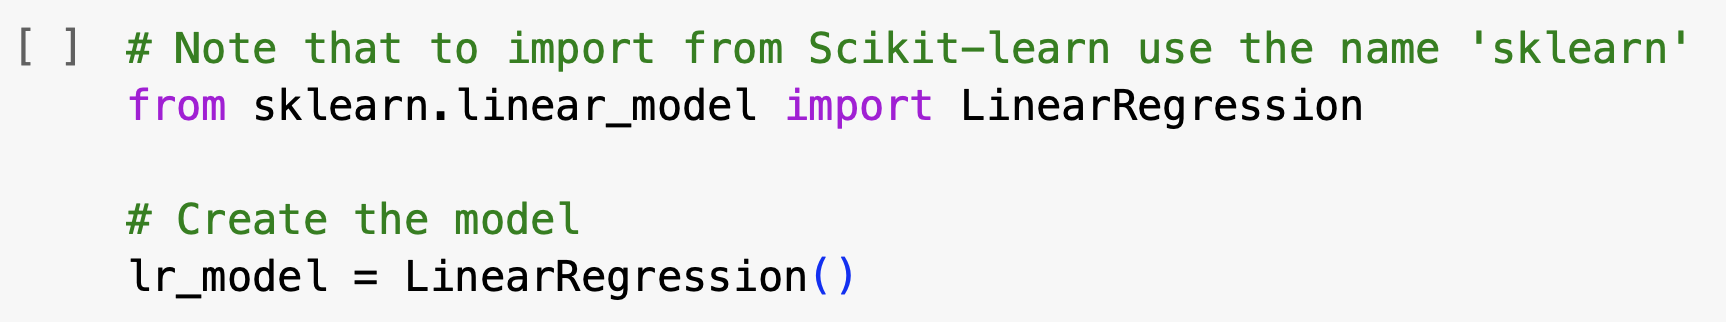 [ ] # Note that to import from Scikit-learn use the name 'sklearn'
from sklearn.linear_model import LinearRegression
# Create the model
lr_model = LinearRegression()